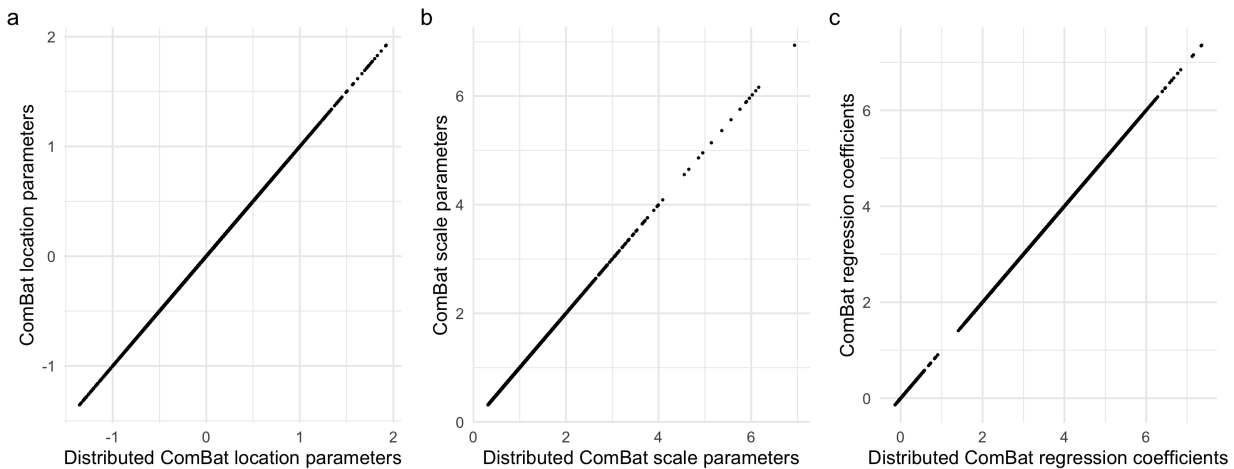 a
ComBat location parameters
2
1
0
-1
-1
0
1
2
Distributed ComBat location parameters
b
ComBat scale parameters
6
4
2
0
0
2
4
6
Distributed ComBat scale parameters
c
ComBat regression coefficients
6
4
2
0
0
2
4
6
Distributed ComBat regression coefficients